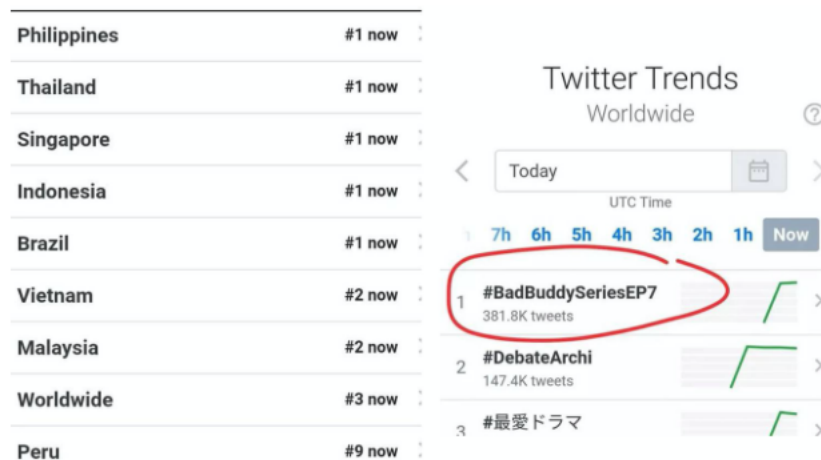 Philippines #1 now
Thailand #1 now
Singapore #1 now
Indonesia #1 now
Brazil #1 now
Vietnam #2 now
Malaysia #2 now
Worldwide #3 now
Peru #9 now
Twitter Trends
Worldwide
Today
UTC Time
7h 6h 5h 4h 3h 2h 1h Now
1 #BadBuddySeriesEP7
381.8K tweets
2 #DebateArchi
147.4K tweets
3 #最愛ドラマ